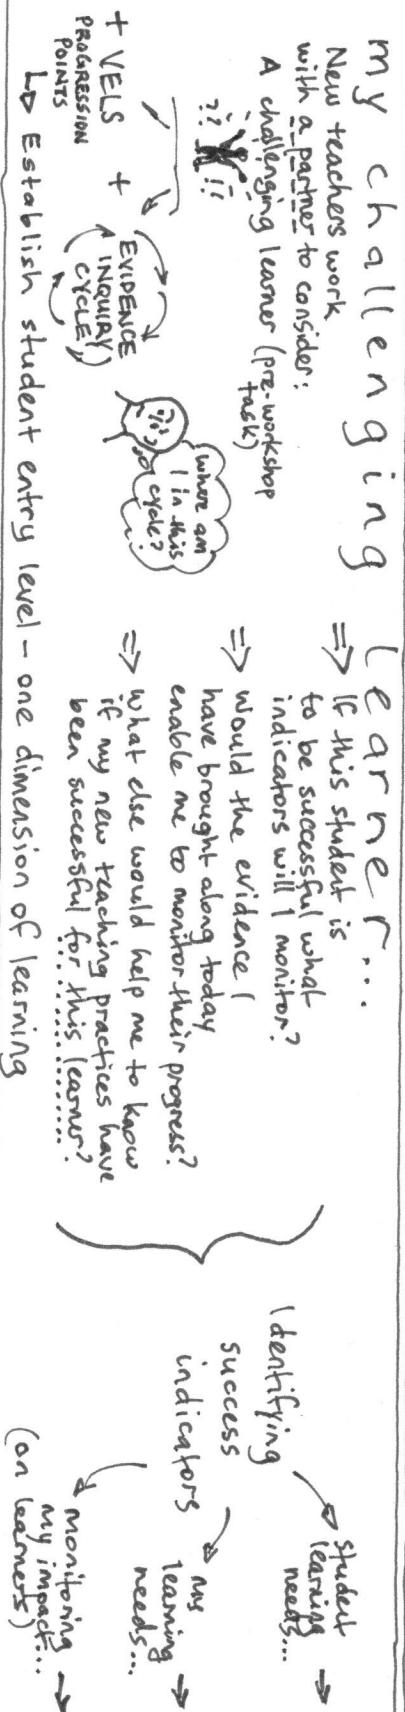 my challenging learner...
New teachers work
with a partner to consider:
A challenging learner (pre-workshop
task)
?? !!
+ VELS +
PROGRESSION
POINTS
EVIDENCE
INQUIRY
CYCLE
where am
I in this
cycle?
↳ Establish student entry level - one dimension of learning
⇒ If this student is
to be successful what
indicators will I monitor?
⇒ Would the evidence I
have brought along today
enable me to monitor their progress?
⇒ What else would help me to know
if my new teaching practices have
been successful for this learner?
Identifying
success
indicators
student
learning
needs... →
my
learning
needs... →
monitoring
my impact... →
(on learners)